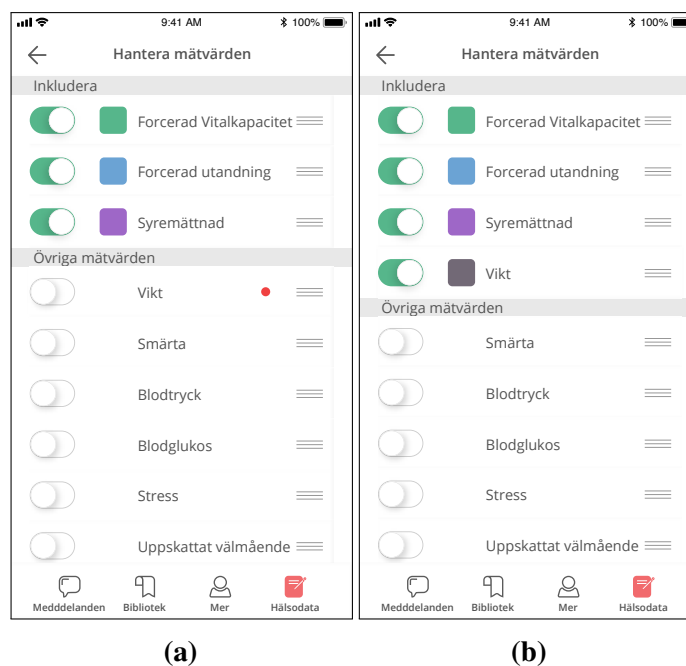 9:41 AM
100%
Hantera mätvärden
Inkludera
Forcerad Vitalkapacitet
Forcerad utandning
Syremättnad
Övriga mätvärden
Vikt
Smärta
Blodtryck
Blodglukos
Stress
Uppskattat välmående
Medddelanden Bibliotek Mer Hälsodata
(a)
9:41 AM
100%
Hantera mätvärden
Inkludera
Forcerad Vitalkapacitet
Forcerad utandning
Syremättnad
Vikt
Övriga mätvärden
Smärta
Blodtryck
Blodglukos
Stress
Uppskattat välmående
Medddelanden Bibliotek Mer Hälsodata
(b)